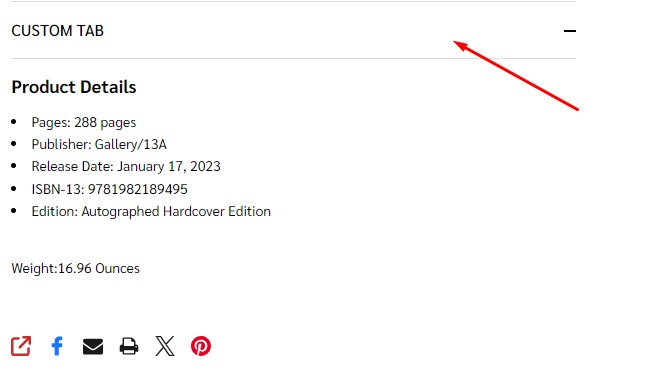 CUSTOM TAB
Product Details
Pages: 288 pages
Publisher: Gallery/13A
Release Date: January 17, 2023
ISBN-13: 9781982189495
Edition: Autographed Hardcover Edition
Weight:16.96 Ounces